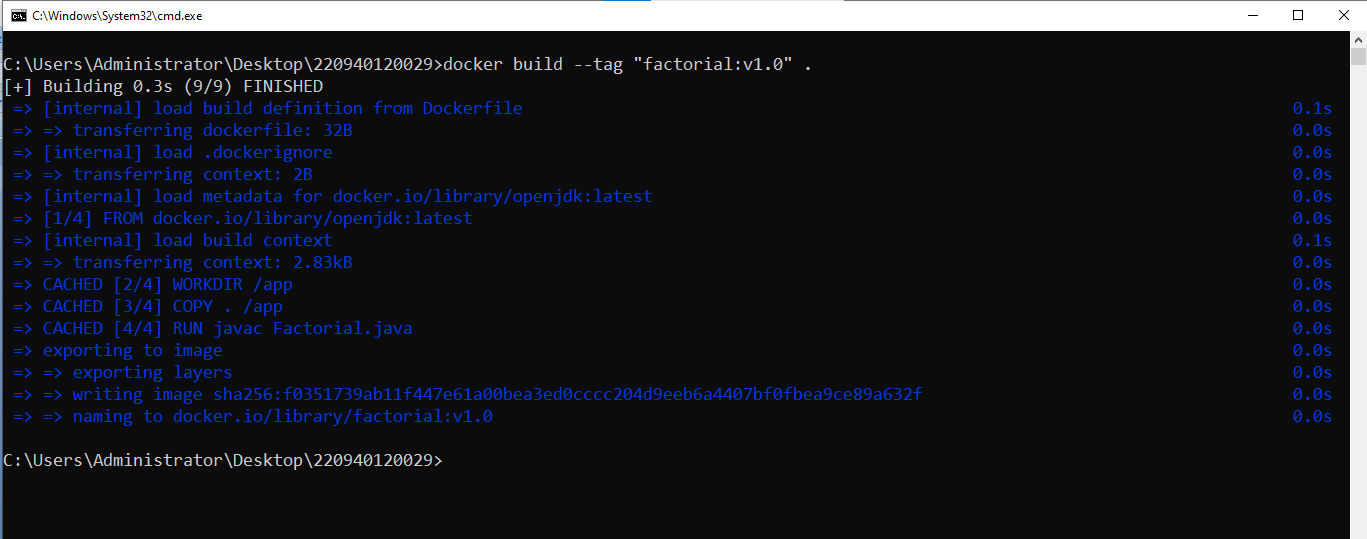 C:\Windows\System32\cmd.exe
C:\Users\Administrator\Desktop\220940120029>docker build --tag "factorial:v1.0" .
[+] Building 0.3s (9/9) FINISHED
=> [internal] load build definition from Dockerfile 0.1s
=> => transferring dockerfile: 32B 0.0s
=> [internal] load .dockerignore 0.0s
=> => transferring context: 2B 0.0s
=> [internal] load metadata for docker.io/library/openjdk:latest 0.0s
=> [1/4] FROM docker.io/library/openjdk:latest 0.0s
=> [internal] load build context 0.1s
=> => transferring context: 2.83kB 0.0s
=> CACHED [2/4] WORKDIR /app 0.0s
=> CACHED [3/4] COPY . /app 0.0s
=> CACHED [4/4] RUN javac Factorial.java 0.0s
=> exporting to image 0.0s
=> => exporting layers 0.0s
=> => writing image sha256:f0351739ab11f447e61a00bea3ed0cccc204d9eeb6a4407bf0fbea9ce89a632f 0.0s
=> => naming to docker.io/library/factorial:v1.0 0.0s
C:\Users\Administrator\Desktop\220940120029>